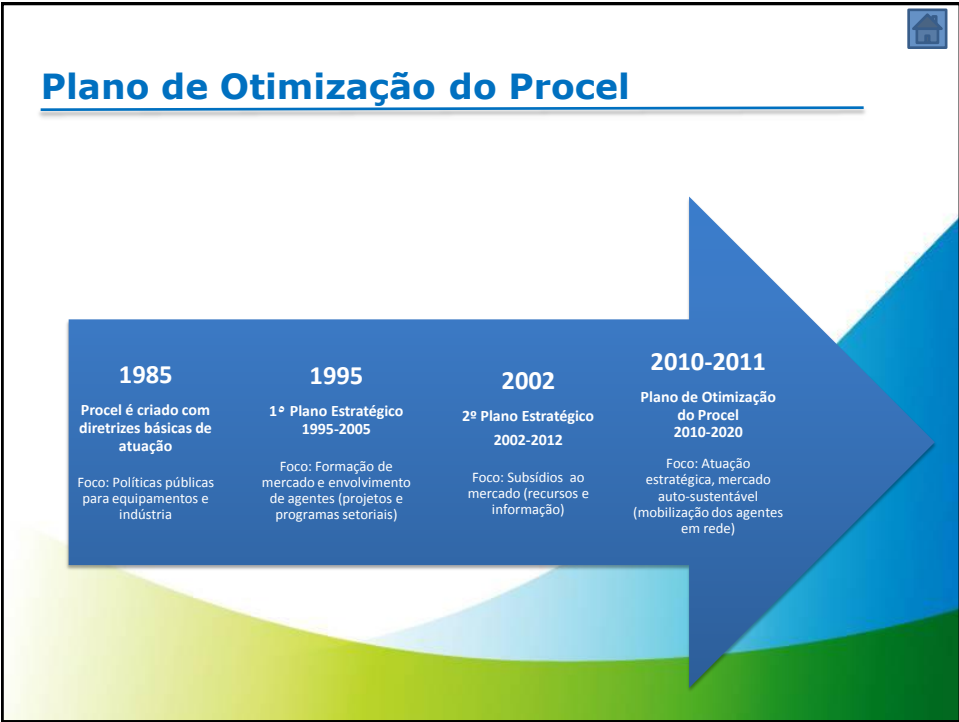 Plano de Otimização do Procel
1985
Procel é criado com
diretrizes básicas de
atuação
Foco: Políticas públicas
para equipamentos e
indústria
1995
1º Plano Estratégico
1995-2005
Foco: Formação de
mercado e envolvimento
de agentes (projetos e
programas setoriais)
2002
2º Plano Estratégico
2002-2012
Foco: Subsídios ao
mercado (recursos e
informação)
2010-2011
Plano de Otimização
do Procel
2010-2020
Foco: Atuação
estratégica, mercado
auto-sustentável
(mobilização dos agentes
em rede)